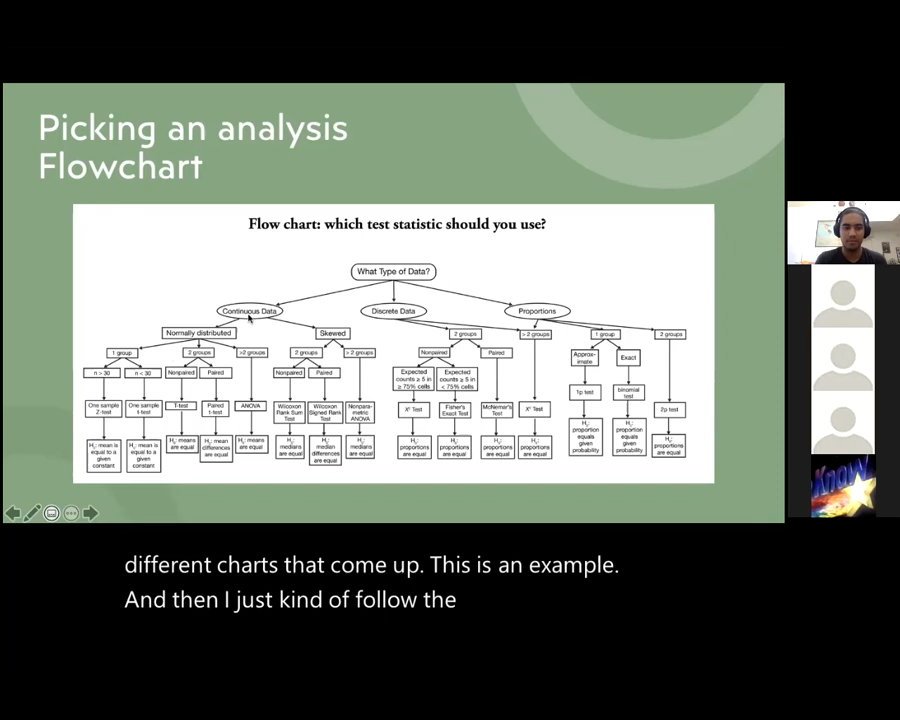 Picking an analysis
Flowchart
Flow chart: which test statistic should you use?
What Type of Data?
Continuous Data
Discrete Data
Proportions
Normally distributed
Skewed
2 groups
> 2 groups
1 group
2 groups
1 group
2 groups
>2 groups
2 groups
> 2 groups
Nonpaired
Paired
Approx-
imate
Exact
n > 30
n < 30
Nonpaired
Paired
Nonpaired
Paired
Expected
counts ≥ 5 in
≥ 75% cells
Expected
counts ≥ 5 in
< 75% cells
1p test
binomial
test
One sample
Z-test
One sample
t-test
T-test
Paired
t-test
ANOVA
Wilcoxon
Rank Sum
Test
Wilcoxon
Signed Rank
Test
Nonpara-
metric
ANOVA
X² Test
Fisher's
Exact Test
McNemar's
Test
X² Test
2p test
H₀: mean is
equal to a
given
constant
H₀: mean is
equal to a
given
constant
H₀: means
are equal
H₀: mean
differences
are equal
H₀: means
are equal
H₀:
medians
are equal
H₀:
median
differences
are equal
H₀:
medians
are equal
H₀:
proportions
are equal
H₀:
proportions
are equal
H₀:
proportions
are equal
H₀:
proportions
are equal
H₀:
proportion
equals
given
probability
H₀:
proportion
equals
given
probability
H₀:
proportions
are equal
Know
different charts that come up. This is an example.
And then I just kind of follow the